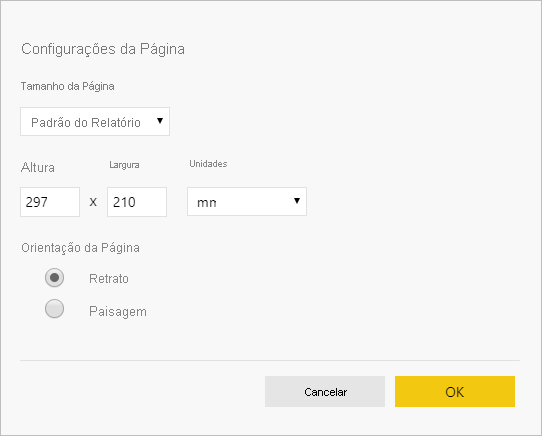 Configurações da Página
Tamanho da Página
Padrão do Relatório
Altura Largura Unidades
297 x 210 mm
Orientação da Página
Retrato
Paisagem
Cancelar OK